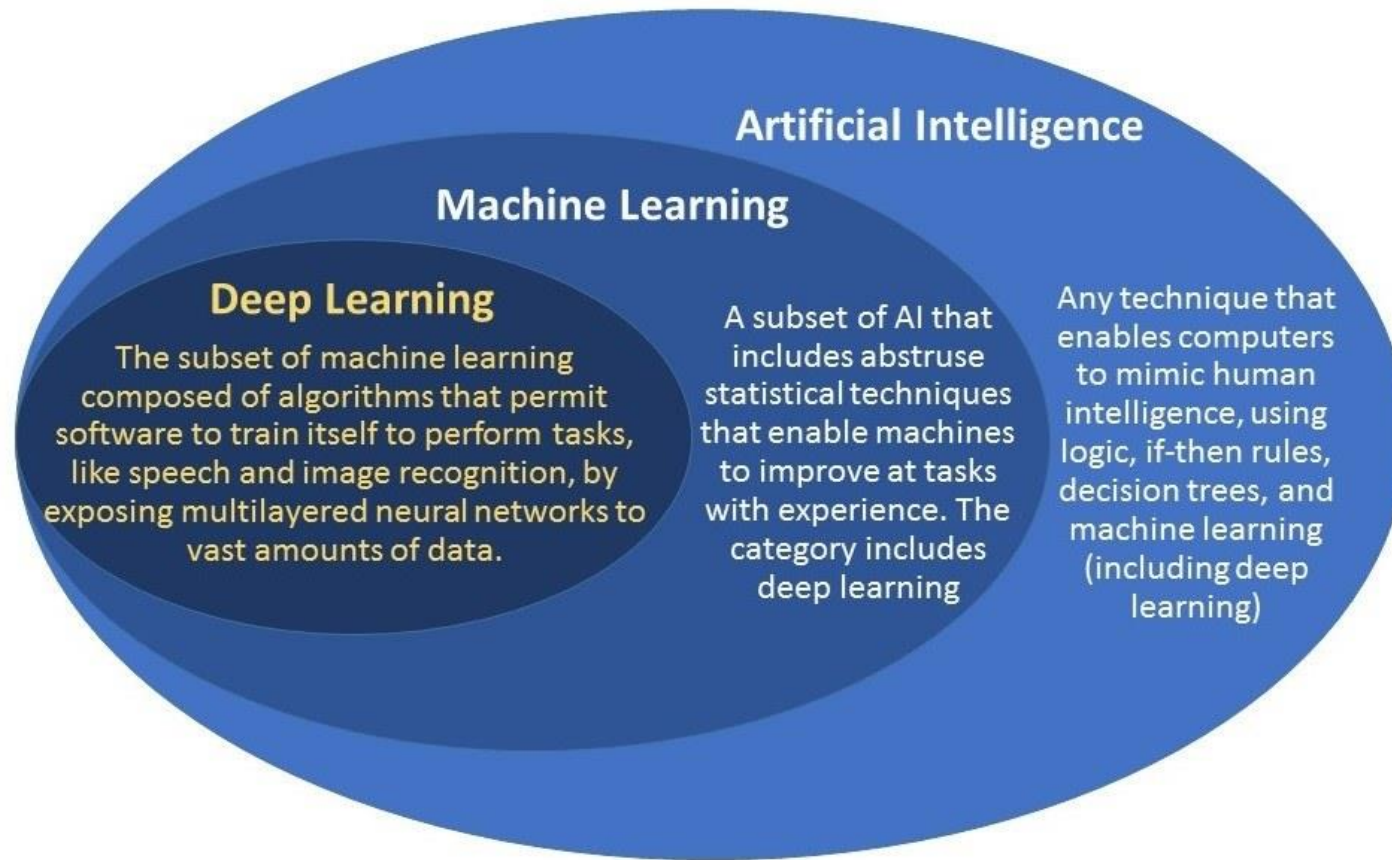 Artificial Intelligence
Machine Learning
Deep Learning
The subset of machine learning
composed of algorithms that permit
software to train itself to perform tasks,
like speech and image recognition, by
exposing multilayered neural networks to
vast amounts of data.
A subset of AI that
includes abstruse
statistical techniques
that enable machines
to improve at tasks
with experience. The
category includes
deep learning
Any technique that
enables computers
to mimic human
intelligence, using
logic, if-then rules,
decision trees, and
machine learning
(including deep
learning)